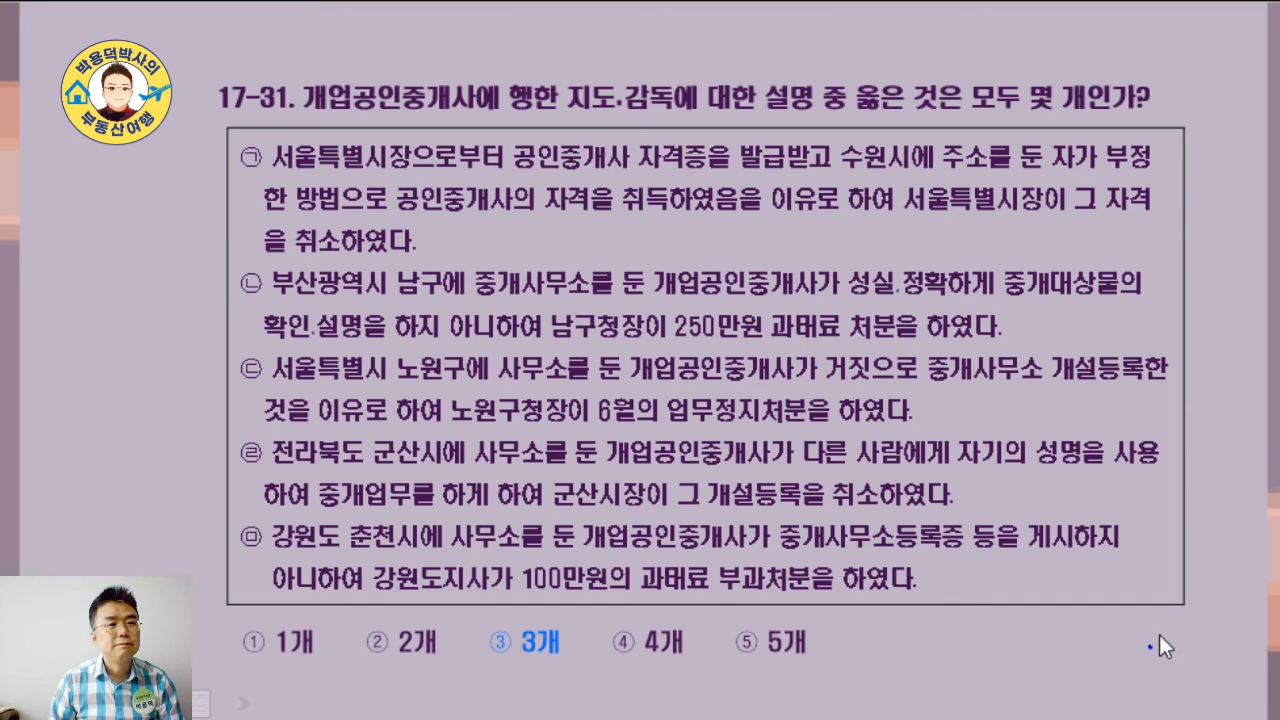 박용덕박사의
부동산여행
17-31. 개업공인중개사에 행한 지도.감독에 대한 설명 중 옳은 것은 모두 몇 개인가?
㉠ 서울특별시장으로부터 공인중개사 자격증을 발급받고 수원시에 주소를 둔 자가 부정
한 방법으로 공인중개사의 자격을 취득하였음을 이유로 하여 서울특별시장이 그 자격
을 취소하였다.
㉡ 부산광역시 남구에 중개사무소를 둔 개업공인중개사가 성실.정확하게 중개대상물의
확인.설명을 하지 아니하여 남구청장이 250만원 과태료 처분을 하였다.
㉢ 서울특별시 노원구에 사무소를 둔 개업공인중개사가 거짓으로 중개사무소 개설등록한
것을 이유로 하여 노원구청장이 6월의 업무정지처분을 하였다.
㉣ 전라북도 군산시에 사무소를 둔 개업공인중개사가 다른 사람에게 자기의 성명을 사용
하여 중개업무를 하게 하여 군산시장이 그 개설등록을 취소하였다.
㉤ 강원도 춘천시에 사무소를 둔 개업공인중개사가 중개사무소등록증 등을 게시하지
아니하여 강원도지사가 100만원의 과태료 부과처분을 하였다.
① 1개 ② 2개 ③ 3개 ④ 4개 ⑤ 5개
박용덕